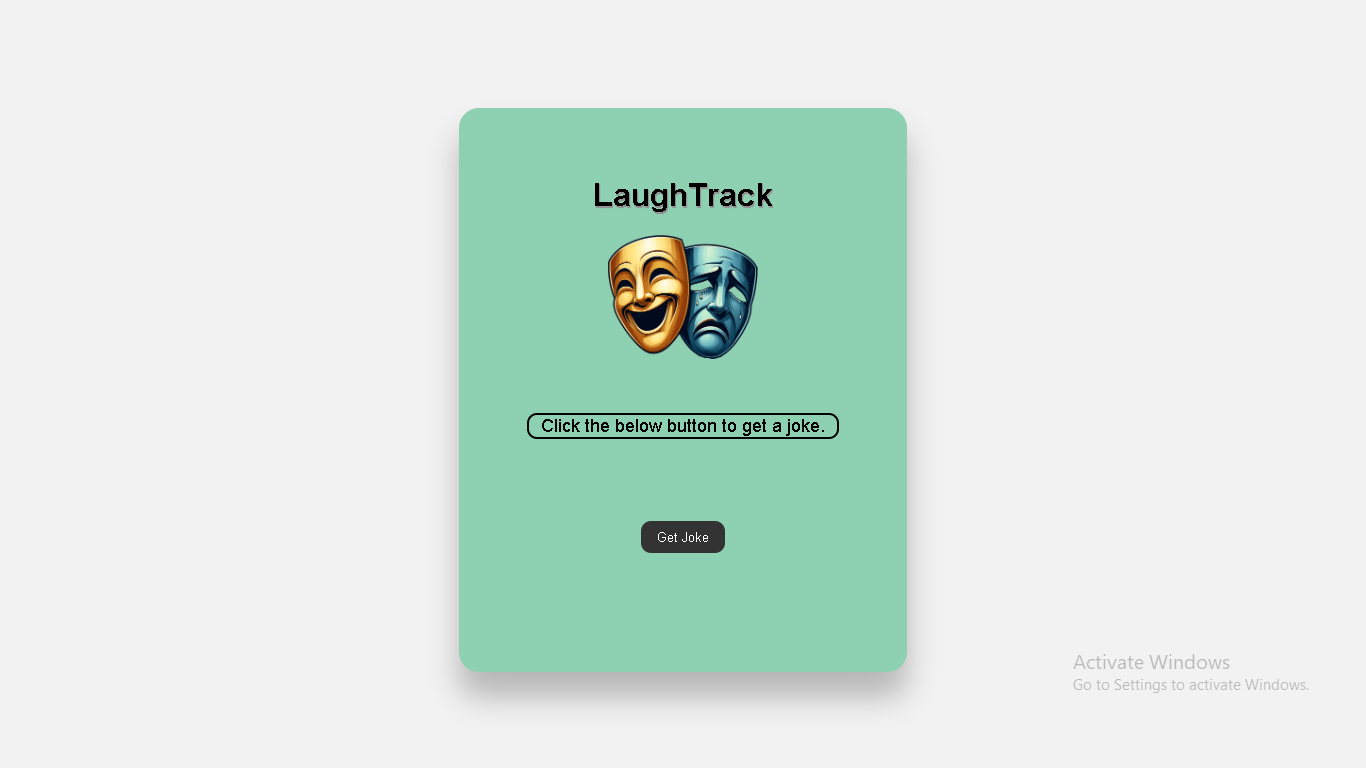 LaughTrack
Click the below button to get a joke.
Get Joke
Activate Windows
Go to Settings to activate Windows.